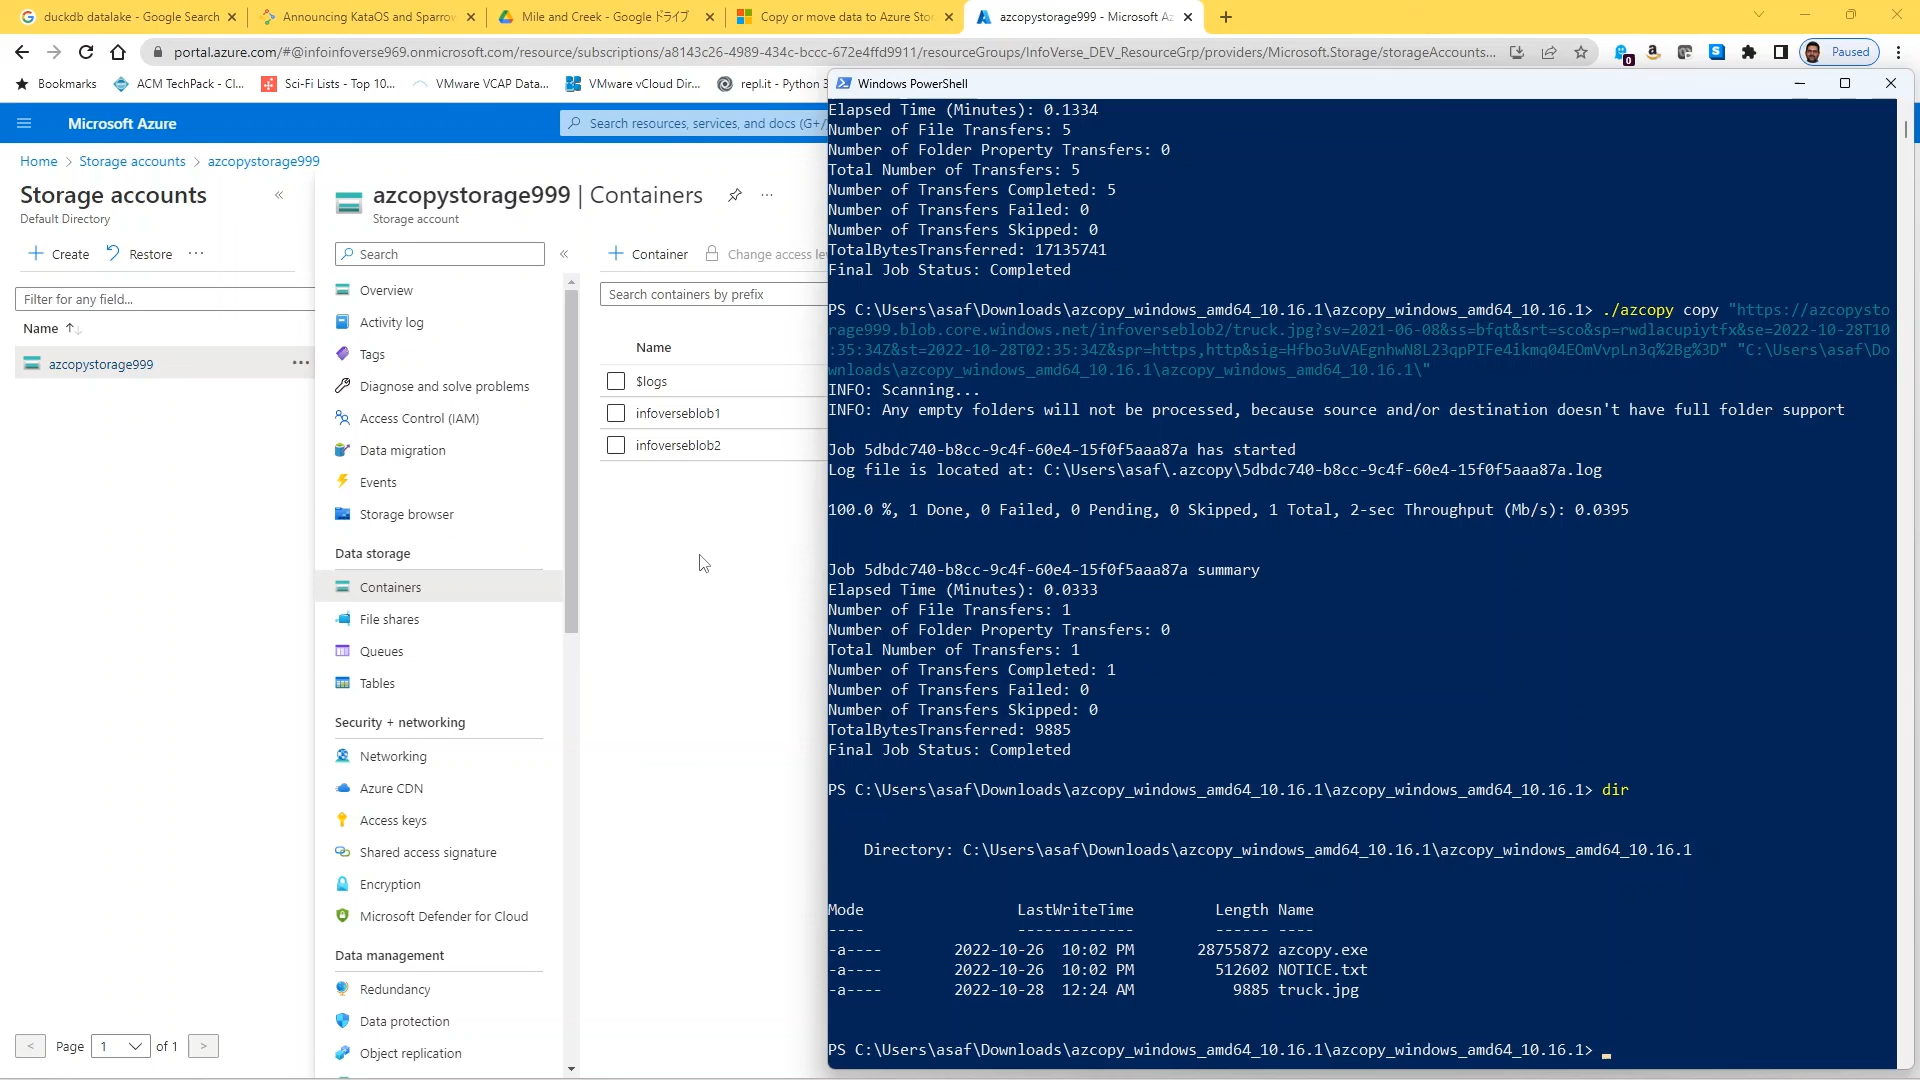 duckdb datalake - Google Search
Announcing KataOS and Sparrow
Mile and Creek - Google ドライブ
Copy or move data to Azure Stor
azcopystorage999 - Microsoft Az
portal.azure.com/#@infoinfoverse969.onmicrosoft.com/resource/subscriptions/a8143c26-4989-434c-bccc-672e4ffd9911/resourceGroups/InfoVerse_DEV_ResourceGrp/providers/Microsoft.Storage/storageAccounts...
0
Paused
Bookmarks
ACM TechPack - Cl...
Sci-Fi Lists - Top 10...
VMware VCAP Data...
VMware vCloud Dir...
repl.it - Python 3
Microsoft Azure
Search resources, services, and docs (G+/
Home > Storage accounts > azcopystorage999
Storage accounts
Default Directory
Create
Restore
Filter for any field...
Name
azcopystorage999
< Page 1 of 1 >
azcopystorage999 | Containers
Storage account
Search
Overview
Activity log
Tags
Diagnose and solve problems
Access Control (IAM)
Data migration
Events
Storage browser
Data storage
Containers
File shares
Queues
Tables
Security + networking
Networking
Azure CDN
Access keys
Shared access signature
Encryption
Microsoft Defender for Cloud
Data management
Redundancy
Data protection
Object replication
Container
Change access lev
Search containers by prefix
Name
$logs
infoverseblob1
infoverseblob2
Windows PowerShell
Elapsed Time (Minutes): 0.1334
Number of File Transfers: 5
Number of Folder Property Transfers: 0
Total Number of Transfers: 5
Number of Transfers Completed: 5
Number of Transfers Failed: 0
Number of Transfers Skipped: 0
TotalBytesTransferred: 17135741
Final Job Status: Completed
PS C:\Users\asaf\Downloads\azcopy_windows_amd64_10.16.1\azcopy_windows_amd64_10.16.1> ./azcopy copy "https://azcopysto
rage999.blob.core.windows.net/infoverseblob2/truck.jpg?sv=2021-06-08&ss=bfqt&srt=sco&sp=rwdlacupiytfx&se=2022-10-28T10
:35:34Z&st=2022-10-28T02:35:34Z&spr=https,http&sig=Hfbo3uVAEgnhwN8L23qpPIFe4ikmq04EOmVvpLn3q%2Bg%3D" "C:\Users\asaf\Do
wnloads\azcopy_windows_amd64_10.16.1\azcopy_windows_amd64_10.16.1\"
INFO: Scanning...
INFO: Any empty folders will not be processed, because source and/or destination doesn't have full folder support
Job 5dbdc740-b8cc-9c4f-60e4-15f0f5aaa87a has started
Log file is located at: C:\Users\asaf\.azcopy\5dbdc740-b8cc-9c4f-60e4-15f0f5aaa87a.log
100.0 %, 1 Done, 0 Failed, 0 Pending, 0 Skipped, 1 Total, 2-sec Throughput (Mb/s): 0.0395
Job 5dbdc740-b8cc-9c4f-60e4-15f0f5aaa87a summary
Elapsed Time (Minutes): 0.0333
Number of File Transfers: 1
Number of Folder Property Transfers: 0
Total Number of Transfers: 1
Number of Transfers Completed: 1
Number of Transfers Failed: 0
Number of Transfers Skipped: 0
TotalBytesTransferred: 9885
Final Job Status: Completed
PS C:\Users\asaf\Downloads\azcopy_windows_amd64_10.16.1\azcopy_windows_amd64_10.16.1> dir
Directory: C:\Users\asaf\Downloads\azcopy_windows_amd64_10.16.1\azcopy_windows_amd64_10.16.1
Mode LastWriteTime Length Name
---- ------------- ------ ----
-a---- 2022-10-26 10:02 PM 28755872 azcopy.exe
-a---- 2022-10-26 10:02 PM 512602 NOTICE.txt
-a---- 2022-10-28 12:24 AM 9885 truck.jpg
PS C:\Users\asaf\Downloads\azcopy_windows_amd64_10.16.1\azcopy_windows_amd64_10.16.1>